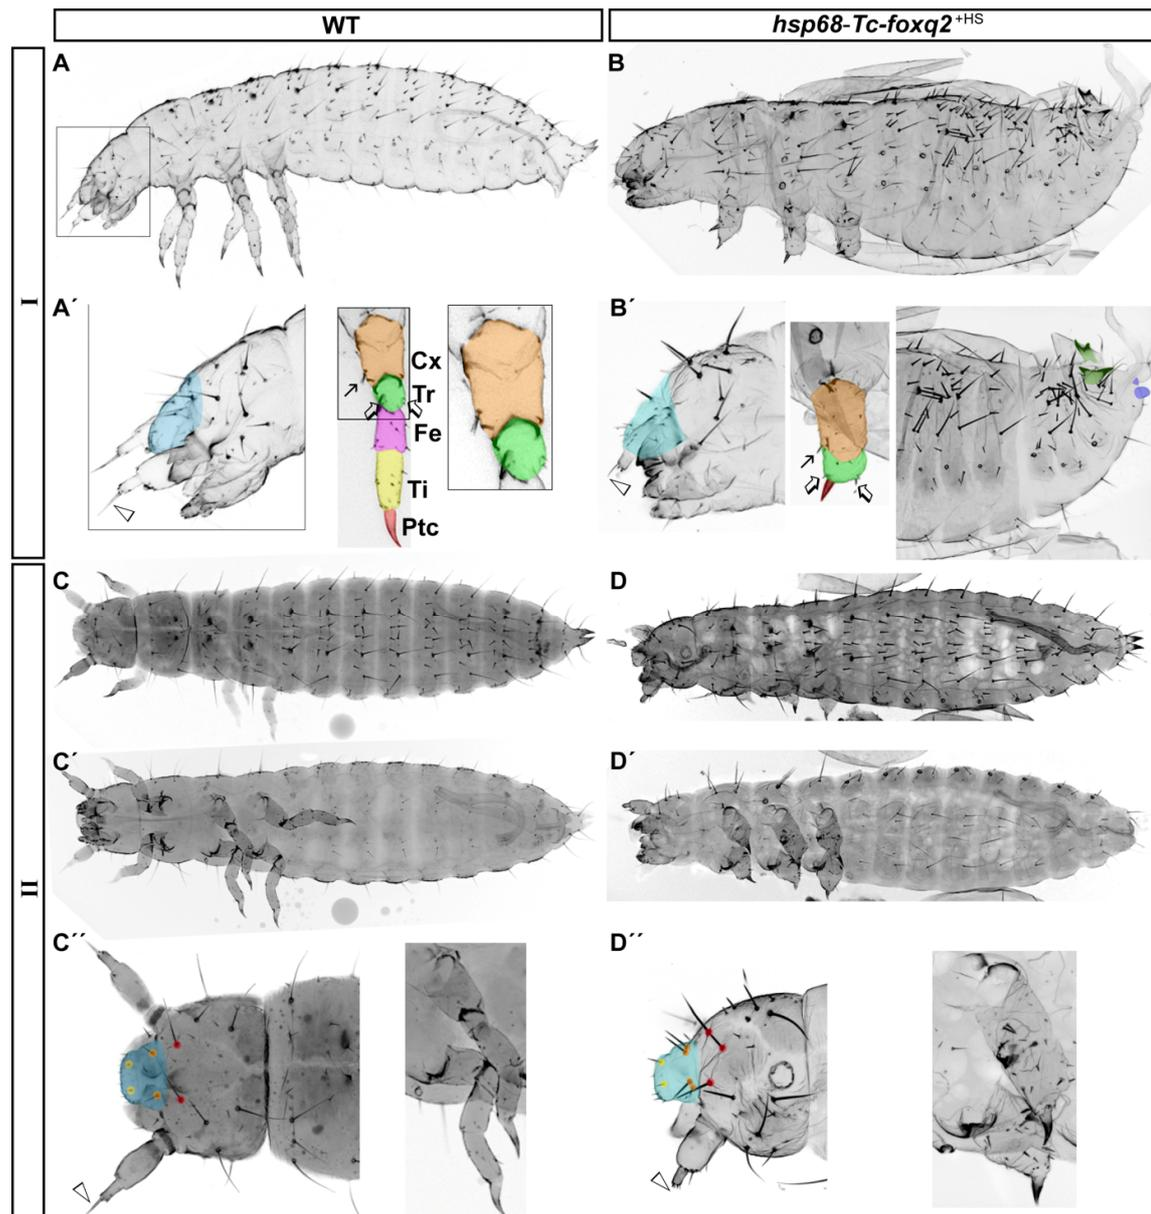 WT
hsp68-Tc-foxq2+HS
I
A
B
A´
Cx
Tr
Fe
Ti
Ptc
B´
II
C
D
C´
D´
C´´
D´´